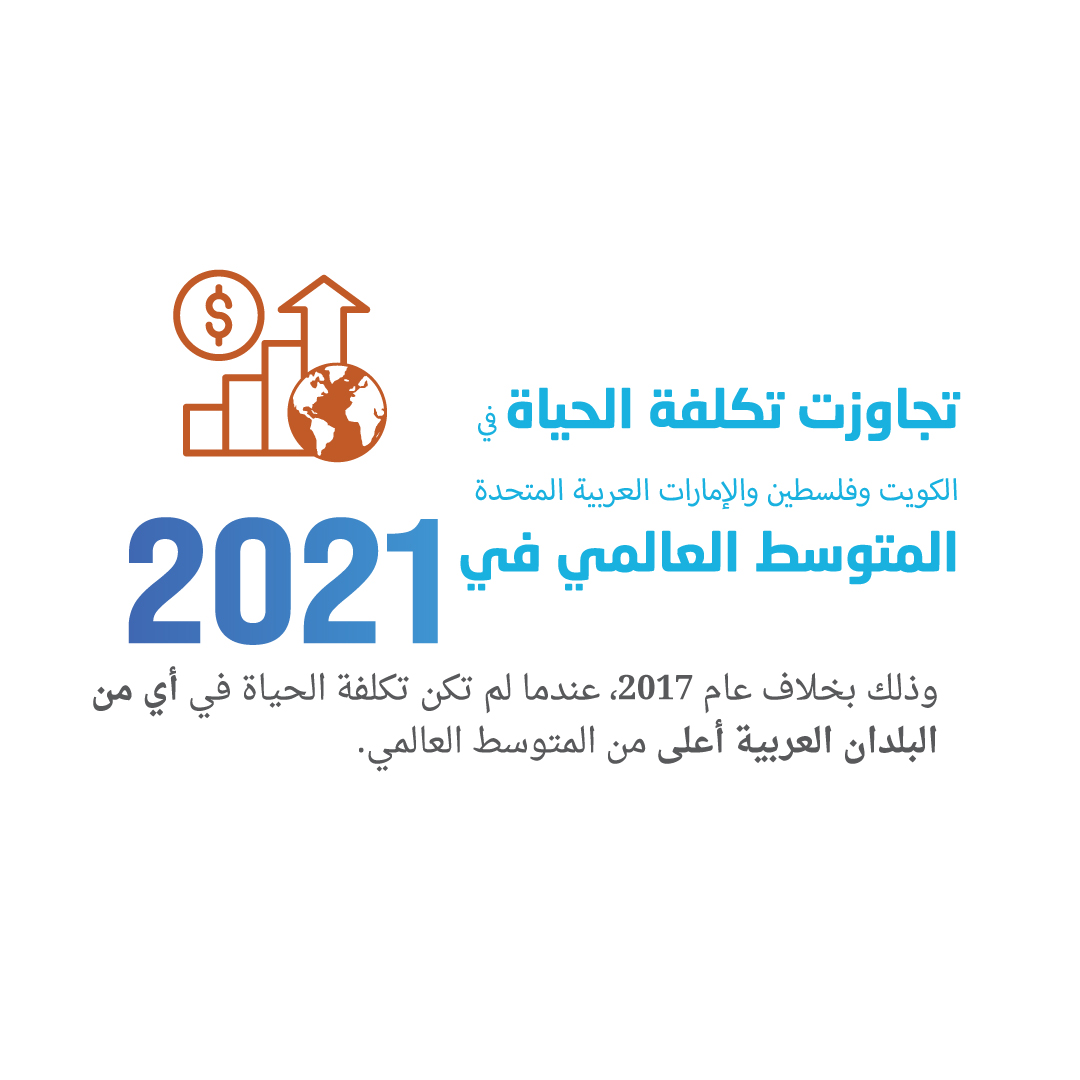 $
تجاوزت تكلفة الحياة في
الكويت وفلسطين والإمارات العربية المتحدة
المتوسط العالمي في 2021
وذلك بخلاف عام 2017، عندما لم تكن تكلفة الحياة في أي من
البلدان العربية أعلى من المتوسط العالمي.